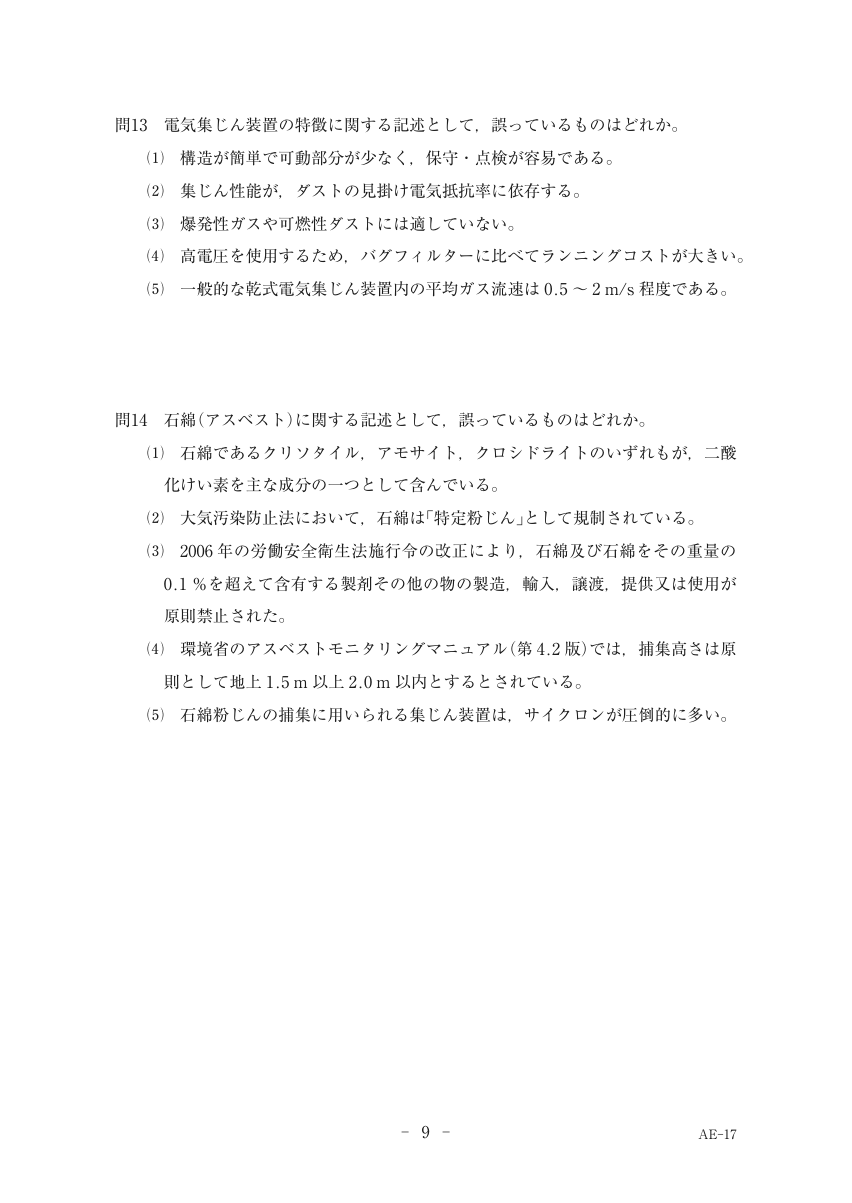 問13　電気集じん装置の特徴に関する記述として，誤っているものはどれか。
⑴　構造が簡単で可動部分が少なく，保守・点検が容易である。
⑵　集じん性能が，ダストの見掛け電気抵抗率に依存する。
⑶　爆発性ガスや可燃性ダストには適していない。
⑷　高電圧を使用するため，バグフィルターに比べてランニングコストが大きい。
⑸　一般的な乾式電気集じん装置内の平均ガス流速は 0.5 ～ 2 m/s 程度である。
問14　石綿（アスベスト）に関する記述として，誤っているものはどれか。
⑴　石綿であるクリソタイル，アモサイト，クロシドライトのいずれもが，二酸
化けい素を主な成分の一つとして含んでいる。
⑵　大気汚染防止法において，石綿は「特定粉じん」として規制されている。
⑶　2006 年の労働安全衛生法施行令の改正により，石綿及び石綿をその重量の
0.1 %を超えて含有する製剤その他の物の製造，輸入，譲渡，提供又は使用が
原則禁止された。
⑷　環境省のアスベストモニタリングマニュアル（第 4.2 版）では，捕集高さは原
則として地上 1.5 m 以上 2.0 m 以内とするとされている。
⑸　石綿粉じんの捕集に用いられる集じん装置は，サイクロンが圧倒的に多い。
－ 9 －
AE−17